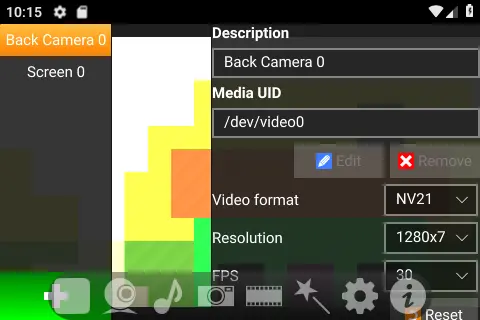 10:15
Back Camera 0
Screen 0
Description
Back Camera 0
Media UID
/dev/video0
Edit
Remove
Video format
NV21
Resolution
1280x7
FPS
30
Reset